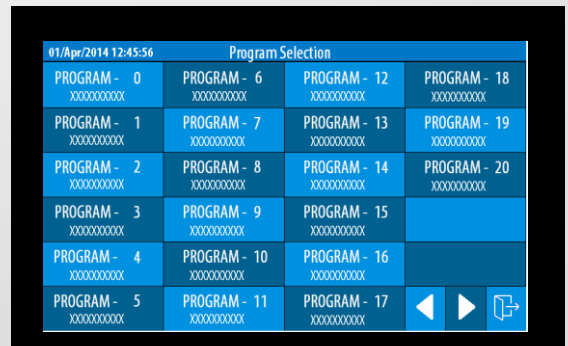 01/Apr/2014 12:45:56 Program Selection
PROGRAM - 0 PROGRAM - 6 PROGRAM - 12 PROGRAM - 18
XXXXXXXXXX XXXXXXXXXX XXXXXXXXXX XXXXXXXXXX
PROGRAM - 1 PROGRAM - 7 PROGRAM - 13 PROGRAM - 19
XXXXXXXXXX XXXXXXXXXX XXXXXXXXXX XXXXXXXXXX
PROGRAM - 2 PROGRAM - 8 PROGRAM - 14 PROGRAM - 20
XXXXXXXXXX XXXXXXXXXX XXXXXXXXXX XXXXXXXXXX
PROGRAM - 3 PROGRAM - 9 PROGRAM - 15
XXXXXXXXXX XXXXXXXXXX XXXXXXXXXX
PROGRAM - 4 PROGRAM - 10 PROGRAM - 16
XXXXXXXXXX XXXXXXXXXX XXXXXXXXXX
PROGRAM - 5 PROGRAM - 11 PROGRAM - 17
XXXXXXXXXX XXXXXXXXXX XXXXXXXXXX